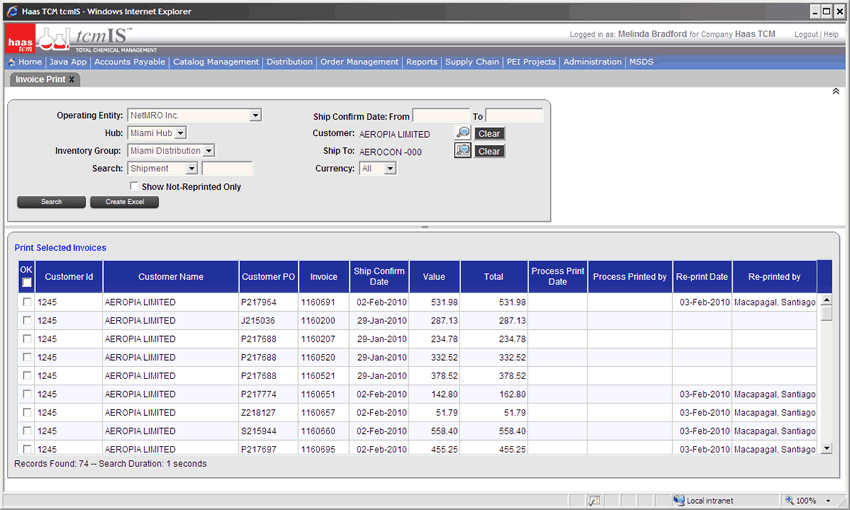 Haas TCM tcmIS - Windows Internet Explorer
haas tcm tcmIS™ TOTAL CHEMICAL MANAGEMENT
Logged in as: Melinda Bradford for Company Haas TCM Logout | Help
Home | Java App | Accounts Payable | Catalog Management | Distribution | Order Management | Reports | Supply Chain | PEI Projects | Administration | MSDS
Invoice Print X
Operating Entity: NetMRO Inc. Ship Confirm Date: From To
Hub: Miami Hub Customer: AEROPIA LIMITED Clear
Inventory Group: Miami Distribution Ship To: AEROCON -000 Clear
Search: Shipment Currency: All
Show Not-Reprinted Only
Search Create Excel
Print Selected Invoices
OK Customer Id Customer Name Customer PO Invoice Ship Confirm Date Value Total Process Print Date Process Printed by Re-print Date Re-printed by
1245 AEROPIA LIMITED P217964 1160691 02-Feb-2010 531.98 531.98 03-Feb-2010 Macapagal, Santiago
1245 AEROPIA LIMITED J215036 1160200 29-Jan-2010 287.13 287.13
1245 AEROPIA LIMITED P217688 1160207 29-Jan-2010 234.78 234.78
1245 AEROPIA LIMITED P217688 1160520 29-Jan-2010 332.52 332.52
1245 AEROPIA LIMITED P217688 1160521 29-Jan-2010 378.52 378.52
1245 AEROPIA LIMITED P217774 1160651 02-Feb-2010 142.80 162.80 03-Feb-2010 Macapagal, Santiago
1245 AEROPIA LIMITED Z218127 1160657 02-Feb-2010 51.79 51.79 03-Feb-2010 Macapagal, Santiago
1245 AEROPIA LIMITED S215944 1160660 02-Feb-2010 558.40 558.40 03-Feb-2010 Macapagal, Santiago
1245 AEROPIA LIMITED P217697 1160695 02-Feb-2010 455.25 455.25 03-Feb-2010 Macapagal, Santiago
Records Found: 74 -- Search Duration: 1 seconds
Local intranet 100%